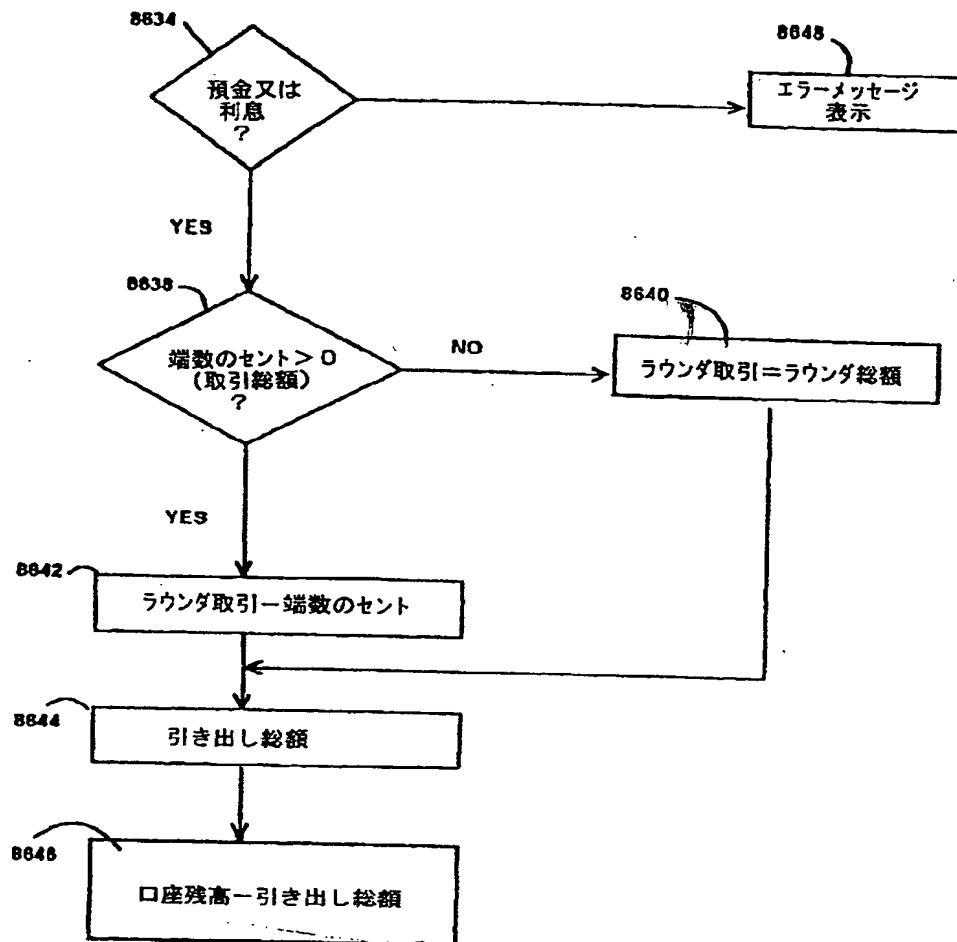 8634
預金又は
利息
?
8648
エラーメッセージ
表示
YES
8638
端数のセント>0
(取引総額)
?
NO
8640
ラウンダ取引=ラウンダ総額
YES
8642
ラウンダ取引-端数のセント
8644
引き出し総額
8646
口座残高-引き出し総額